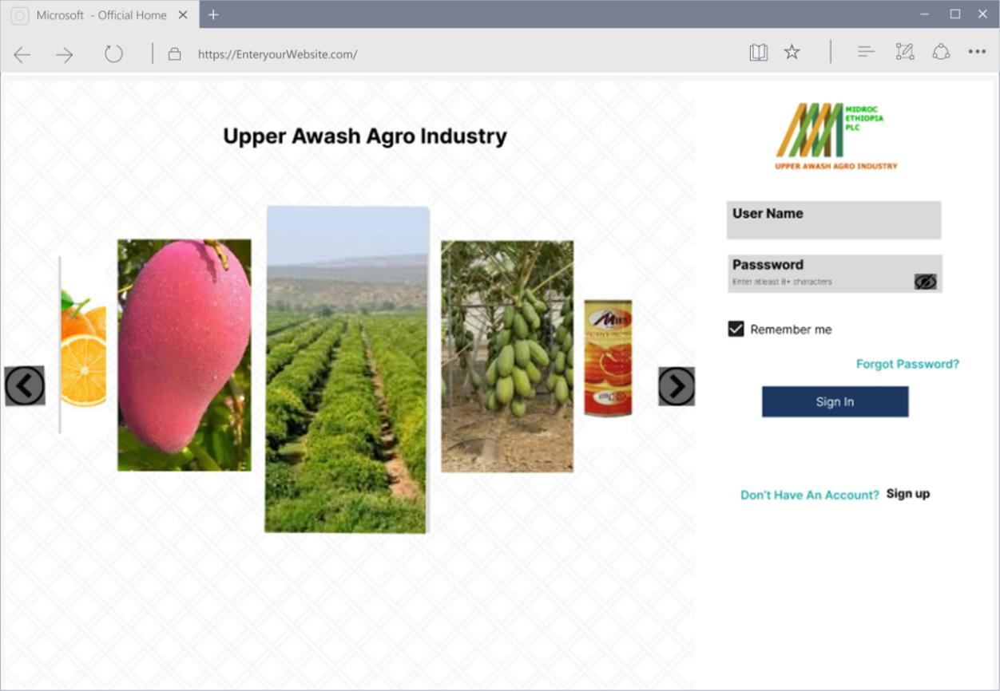 Microsoft - Official Home
https://EnteryourWebsite.com/
Upper Awash Agro Industry
MIDROC
ETHIOPIA
PLC
UPPER AWASH AGRO INDUSTRY
User Name
Passsword
Enter atleast 8+ characters
Remember me
Forgot Password?
Sign In
Don't Have An Account? Sign up